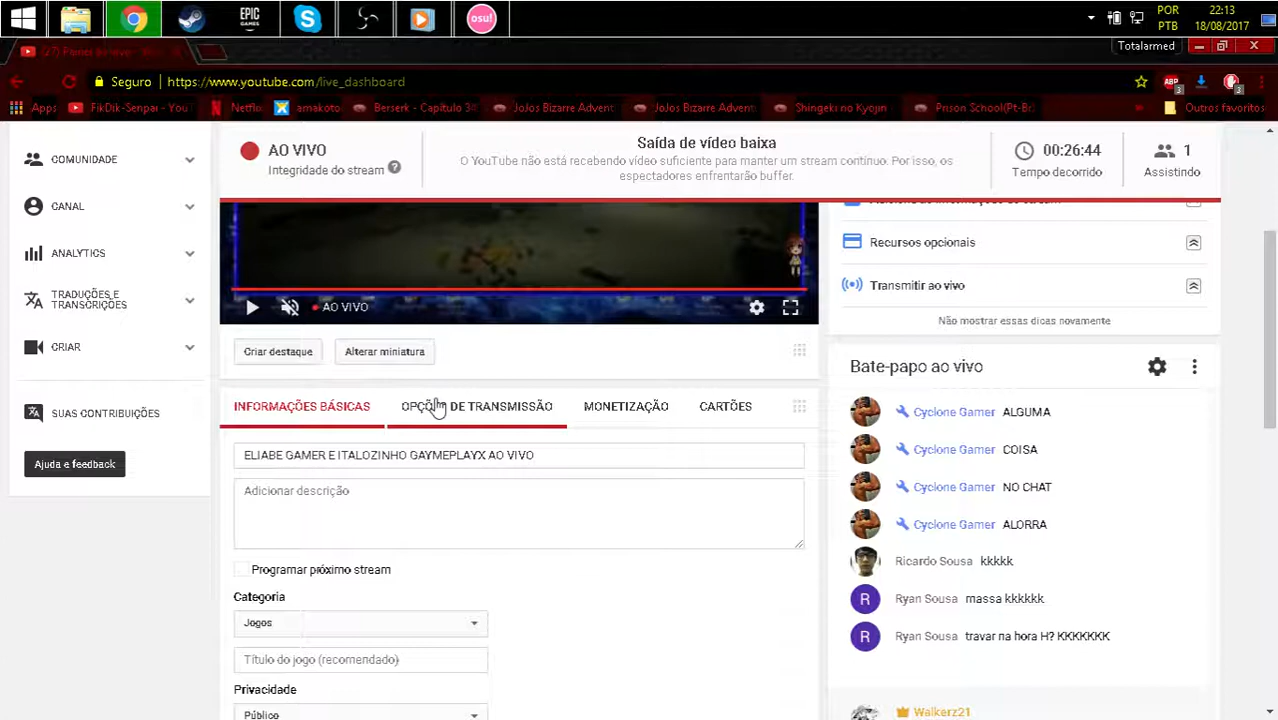 EPIC
GAMES
osu!
POR
PTB
22:13
18/08/2017
Totalarmed
Seguro
https://www.youtube.com/live_dashboard
ABP
3
3
Apps
FikDik-Senpai - You
Netfl
amakoto
Berserk - Capítulo 3
JoJos Bizarre Advent
JoJos Bizarre Advent
Shingeki no Kyojin
Prison School(Pt-Br
Outros favoritos
COMUNIDADE
CANAL
ANALYTICS
TRADUÇÕES E
TRANSCRIÇÕES
CRIAR
SUAS CONTRIBUIÇÕES
Ajuda e feedback
AO VIVO
Integridade do stream
Saída de vídeo baixa
O YouTube não está recebendo vídeo suficiente para manter um stream contínuo. Por isso, os
espectadores enfrentarão buffer.
00:26:44
Tempo decorrido
1
Assistindo
AO VIVO
Criar destaque
Alterar miniatura
INFORMAÇÕES BÁSICAS
OPÇÕES DE TRANSMISSÃO
MONETIZAÇÃO
CARTÕES
ELIABE GAMER E ITALOZINHO GAYMEPLAYX AO VIVO
Adicionar descrição
Programar próximo stream
Categoria
Jogos
Título do jogo (recomendado)
Privacidade
Público
Recursos opcionais
Transmitir ao vivo
Não mostrar essas dicas novamente
Bate-papo ao vivo
Cyclone Gamer ALGUMA
Cyclone Gamer COISA
Cyclone Gamer NO CHAT
Cyclone Gamer ALORRA
Ricardo Sousa kkkkk
R Ryan Sousa massa kkkkkk
R Ryan Sousa travar na hora H? KKKKKKK
Walkerz21